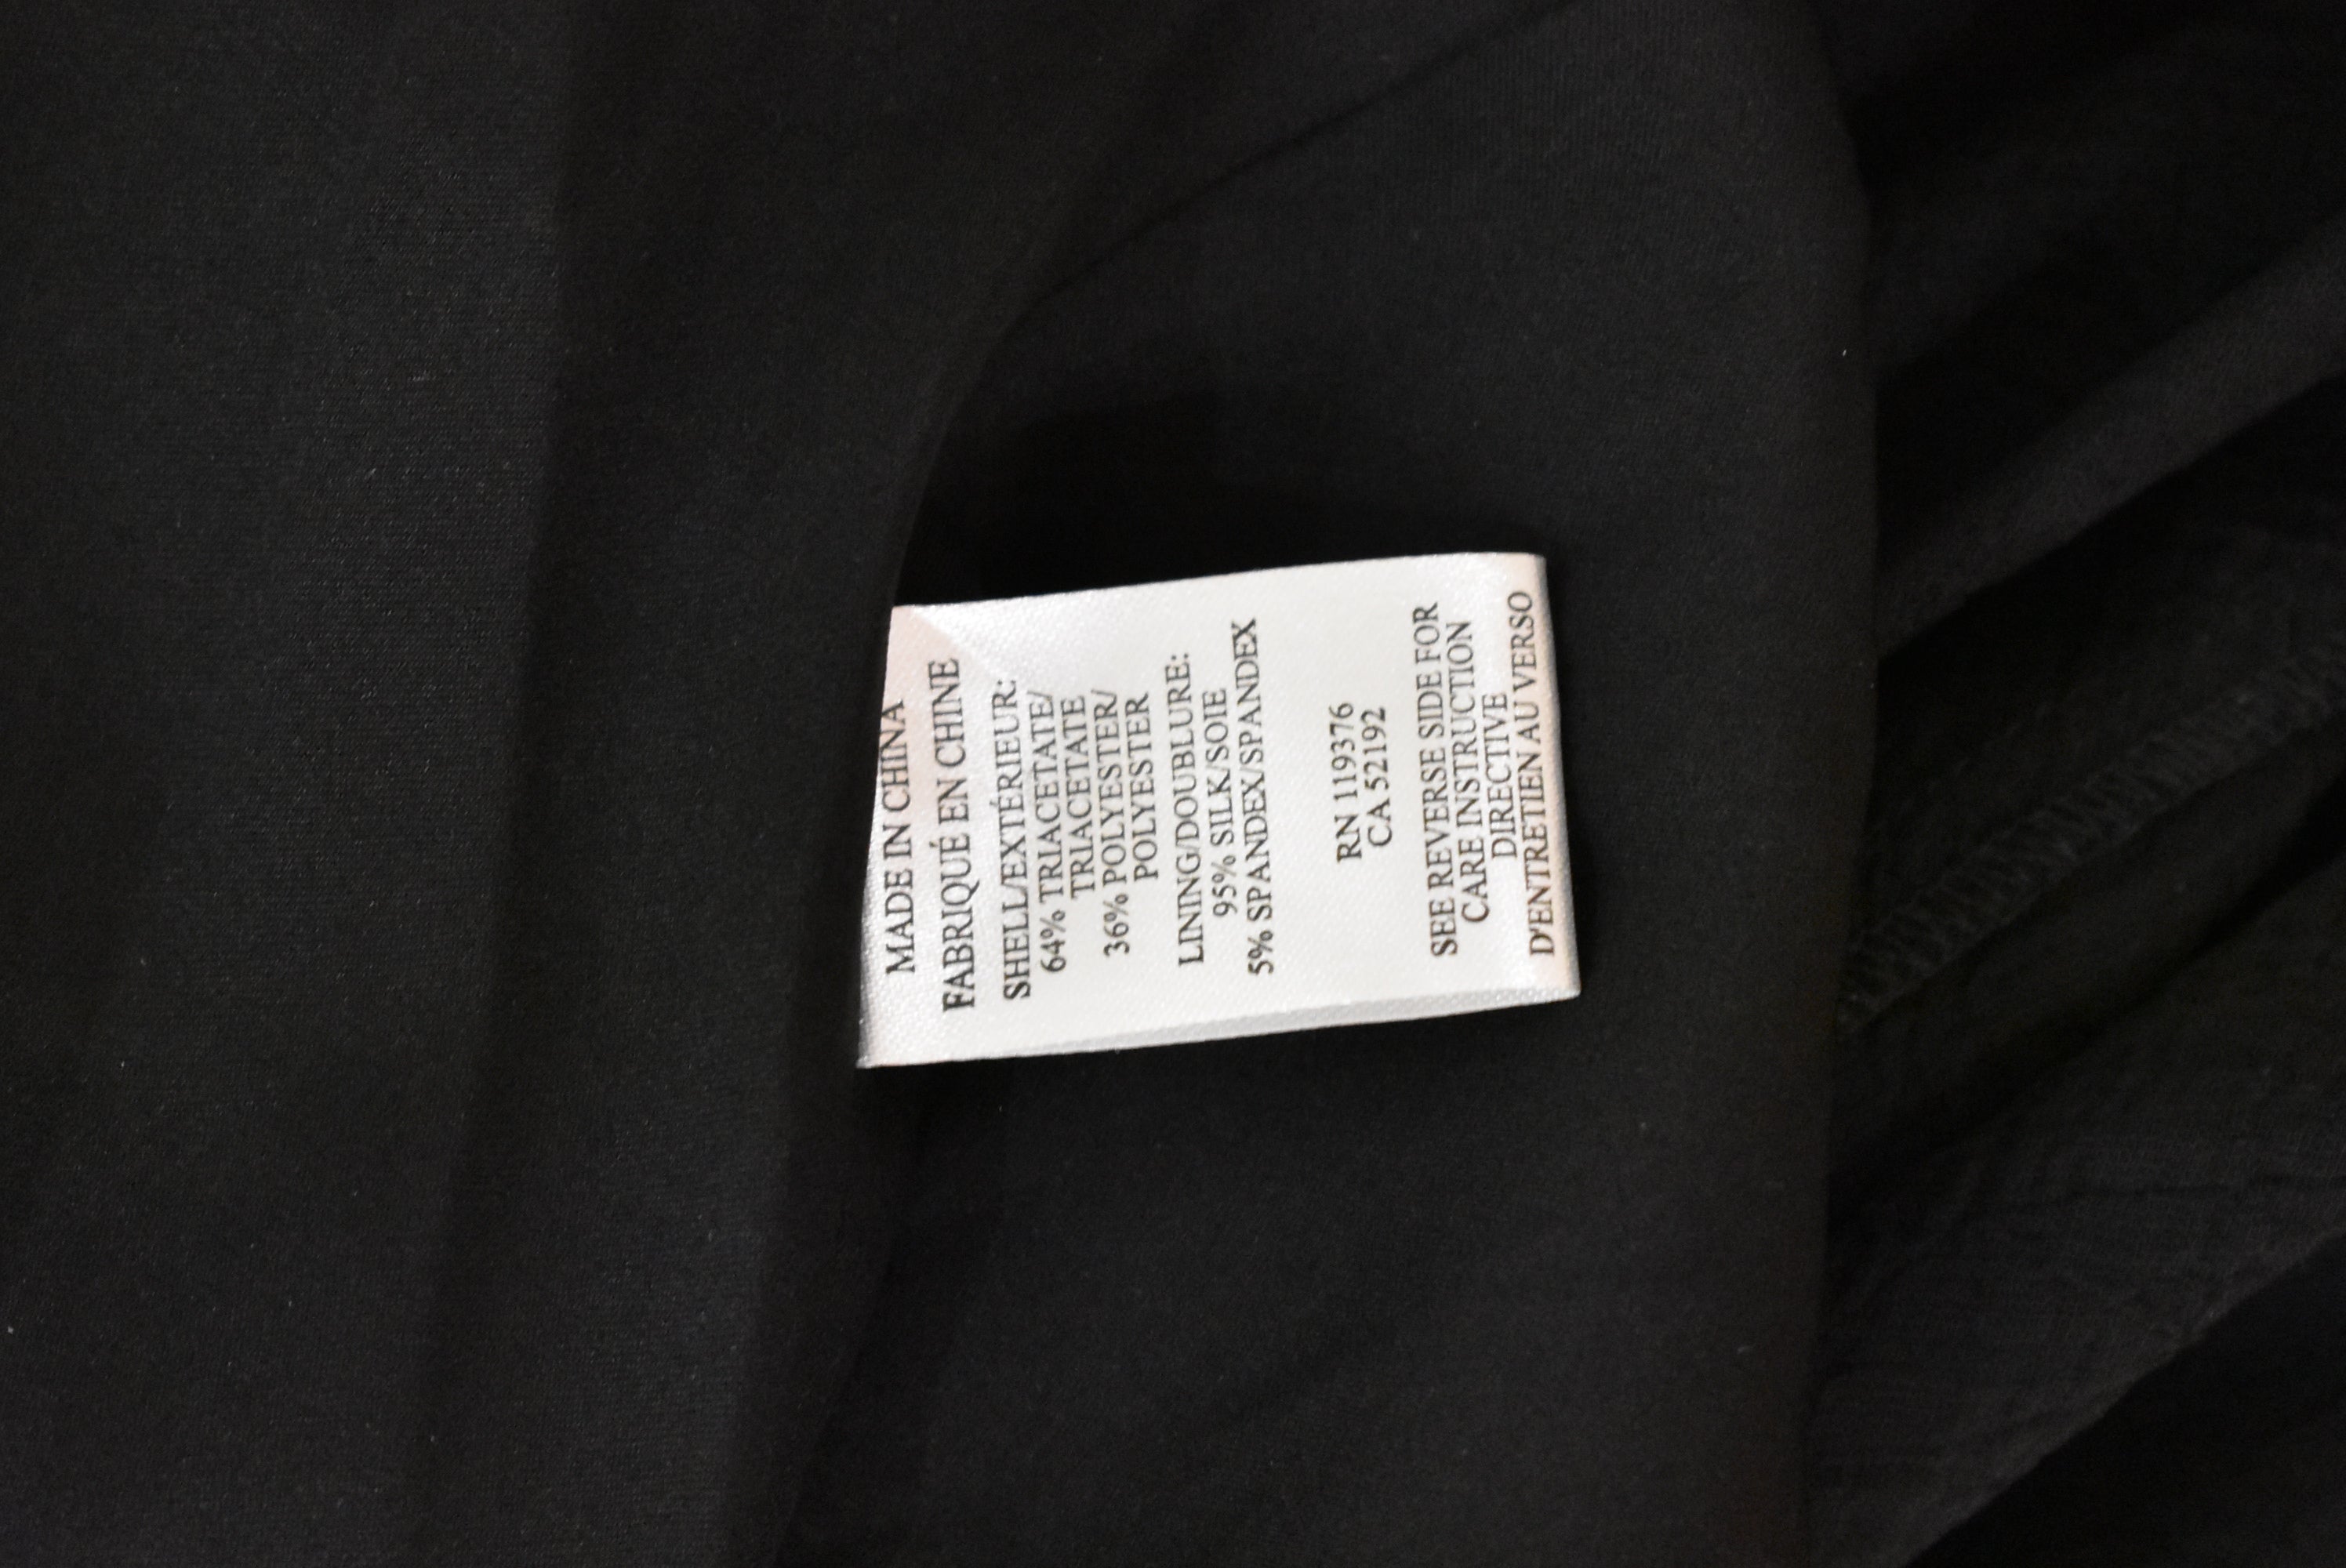 MADE IN CHINA
FABRIQUÉ EN CHINE
SHELL/EXTÉRIEUR:
64% TRIACETATE/
TRIACETATE
36% POLYESTER/
POLYESTER
LINING/DOUBLURE:
95% SILK/SOIE
5% SPANDEX/SPANDEX
RN 119376
CA 52192
SEE REVERSE SIDE FOR
CARE INSTRUCTION
DIRECTIVE
D'ENTRETIEN AU VERSO